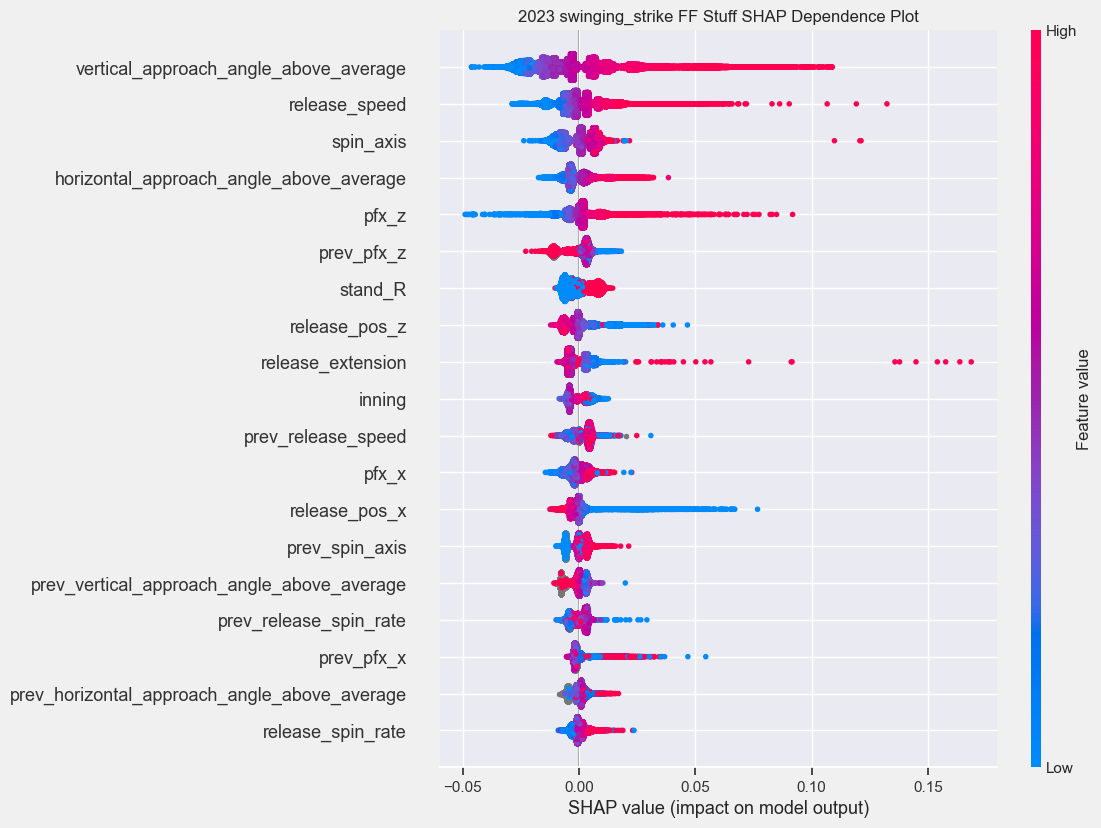 2023 swinging_strike FF Stuff SHAP Dependence Plot
High
vertical_approach_angle_above_average
release_speed
spin_axis
horizontal_approach_angle_above_average
pfx_z
prev_pfx_z
stand_R
release_pos_z
release_extension
inning
prev_release_speed
pfx_x
release_pos_x
prev_spin_axis
prev_vertical_approach_angle_above_average
prev_release_spin_rate
prev_pfx_x
prev_horizontal_approach_angle_above_average
release_spin_rate
Feature value
Low
−0.05 0.00 0.05 0.10 0.15
SHAP value (impact on model output)